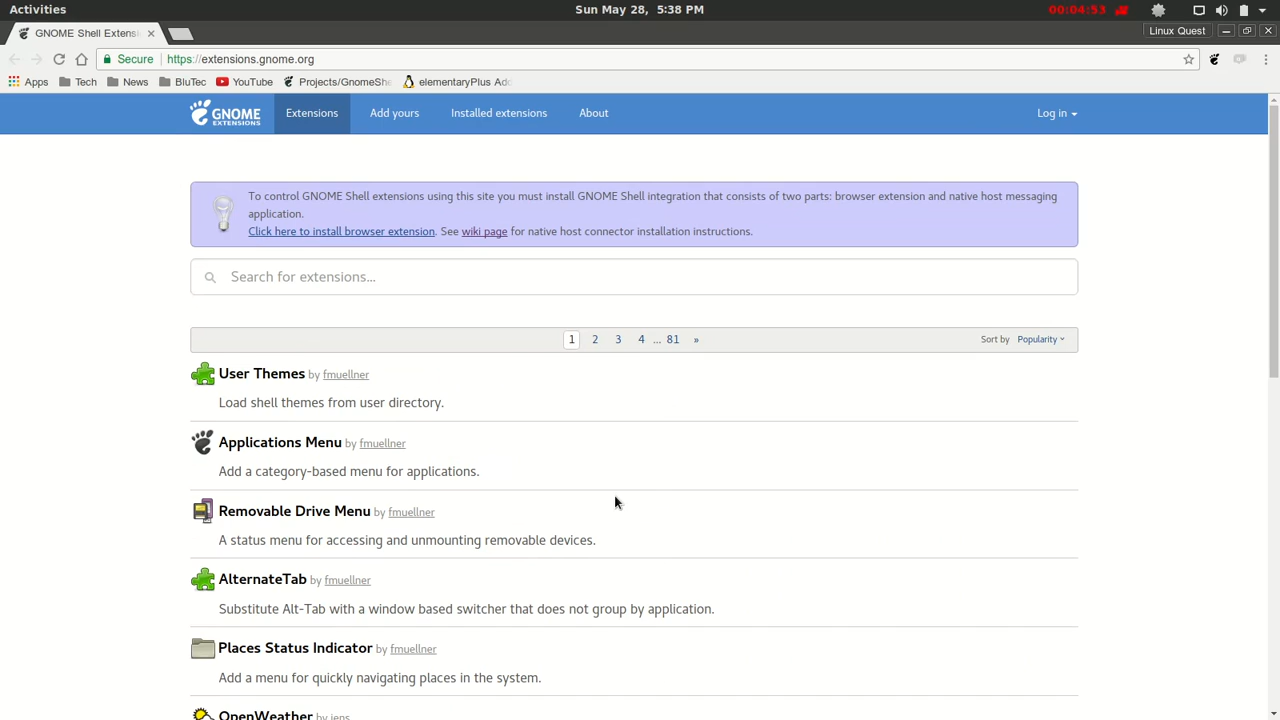 Activities
Sun May 28, 5:38 PM
00:04:53
GNOME Shell Extensi
Linux Quest
Secure
https://extensions.gnome.org
Apps
Tech
News
BluTec
YouTube
Projects/GnomeShe
elementaryPlus Ado
GNOME
EXTENSIONS
Extensions
Add yours
Installed extensions
About
Log in
To control GNOME Shell extensions using this site you must install GNOME Shell integration that consists of two parts: browser extension and native host messaging
application.
Click here to install browser extension. See wiki page for native host connector installation instructions.
Search for extensions...
1 2 3 4 ... 81 »
Sort by Popularity
User Themes by fmuellner
Load shell themes from user directory.
Applications Menu by fmuellner
Add a category-based menu for applications.
Removable Drive Menu by fmuellner
A status menu for accessing and unmounting removable devices.
AlternateTab by fmuellner
Substitute Alt-Tab with a window based switcher that does not group by application.
Places Status Indicator by fmuellner
Add a menu for quickly navigating places in the system.
OpenWeather by jens